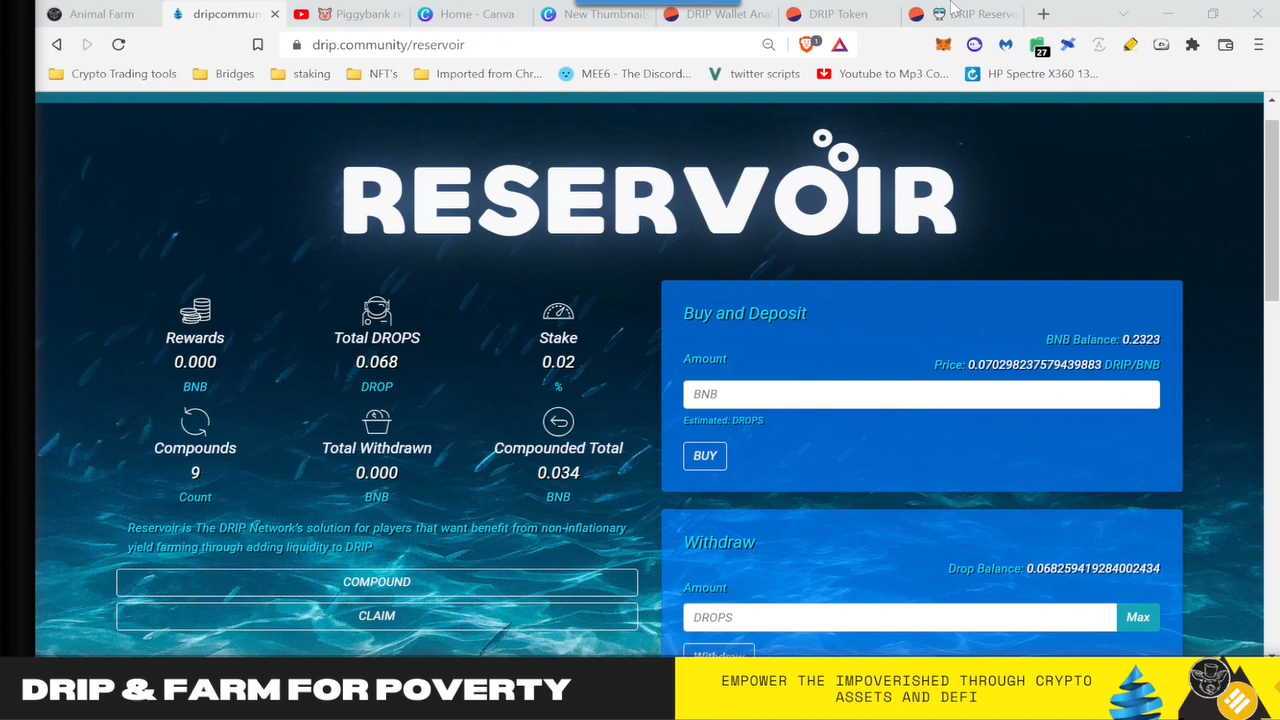 Animal Farm
dripcommun
Piggybank re
Home - Canva
New Thumbnails
DRIP Wallet Ana
DRIP Token
DRIP Reservo
drip.community/reservoir
1
27
Crypto Trading tools
Bridges
staking
NFT's
Imported from Chr...
MEE6 - The Discord...
twitter scripts
Youtube to Mp3 Co...
HP Spectre X360 13...
RESERVOIR
Rewards
0.000
BNB
Total DROPS
0.068
DROP
Stake
0.02
%
Compounds
9
Count
Total Withdrawn
0.000
BNB
Compounded Total
0.034
BNB
Reservoir is The DRIP Network's solution for players that want benefit from non-inflationary
yield farming through adding liquidity to DRIP
COMPOUND
CLAIM
Buy and Deposit
BNB Balance: 0.2323
Amount
Price: 0.070298237579439883 DRIP/BNB
BNB
Estimated: DROPS
BUY
Withdraw
Drop Balance: 0.068259419284002434
Amount
DROPS
Max
Withdraw
DRIP & FARM FOR POVERTY
EMPOWER THE IMPOVERISHED THROUGH CRYPTO
ASSETS AND DEFI